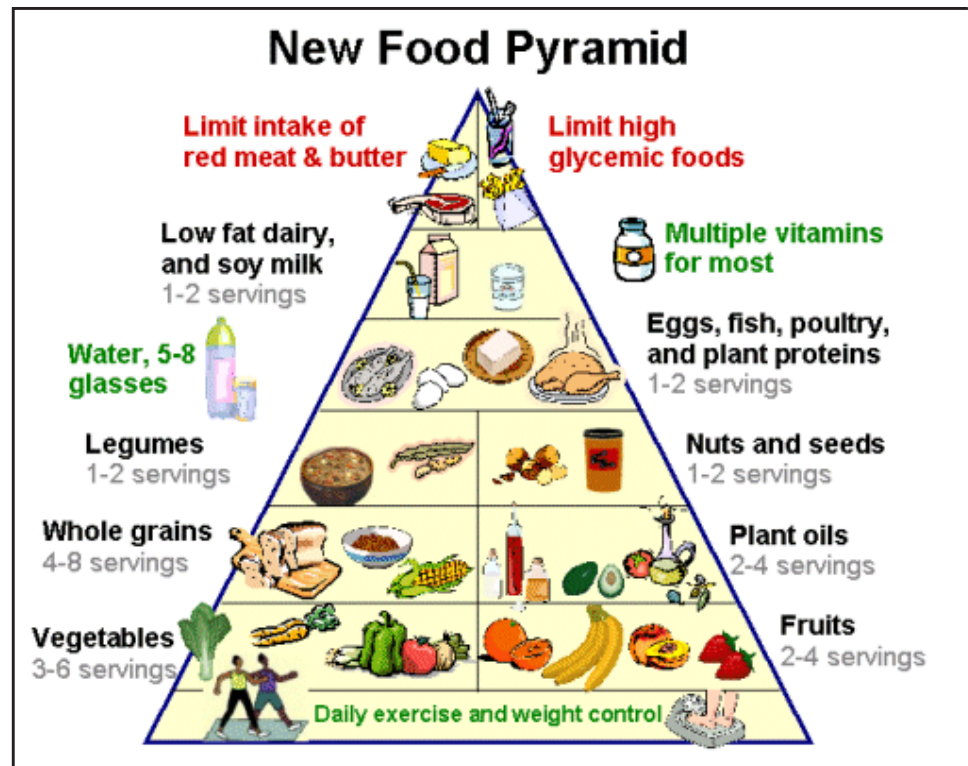 New Food Pyramid
Limit intake of
red meat & butter
Limit high
glycemic foods
Low fat dairy,
and soy milk
1-2 servings
Multiple vitamins
for most
Water, 5-8
glasses
Eggs, fish, poultry,
and plant proteins
1-2 servings
Legumes
1-2 servings
Nuts and seeds
1-2 servings
Whole grains
4-8 servings
Plant oils
2-4 servings
Vegetables
3-6 servings
Fruits
2-4 servings
Daily exercise and weight control